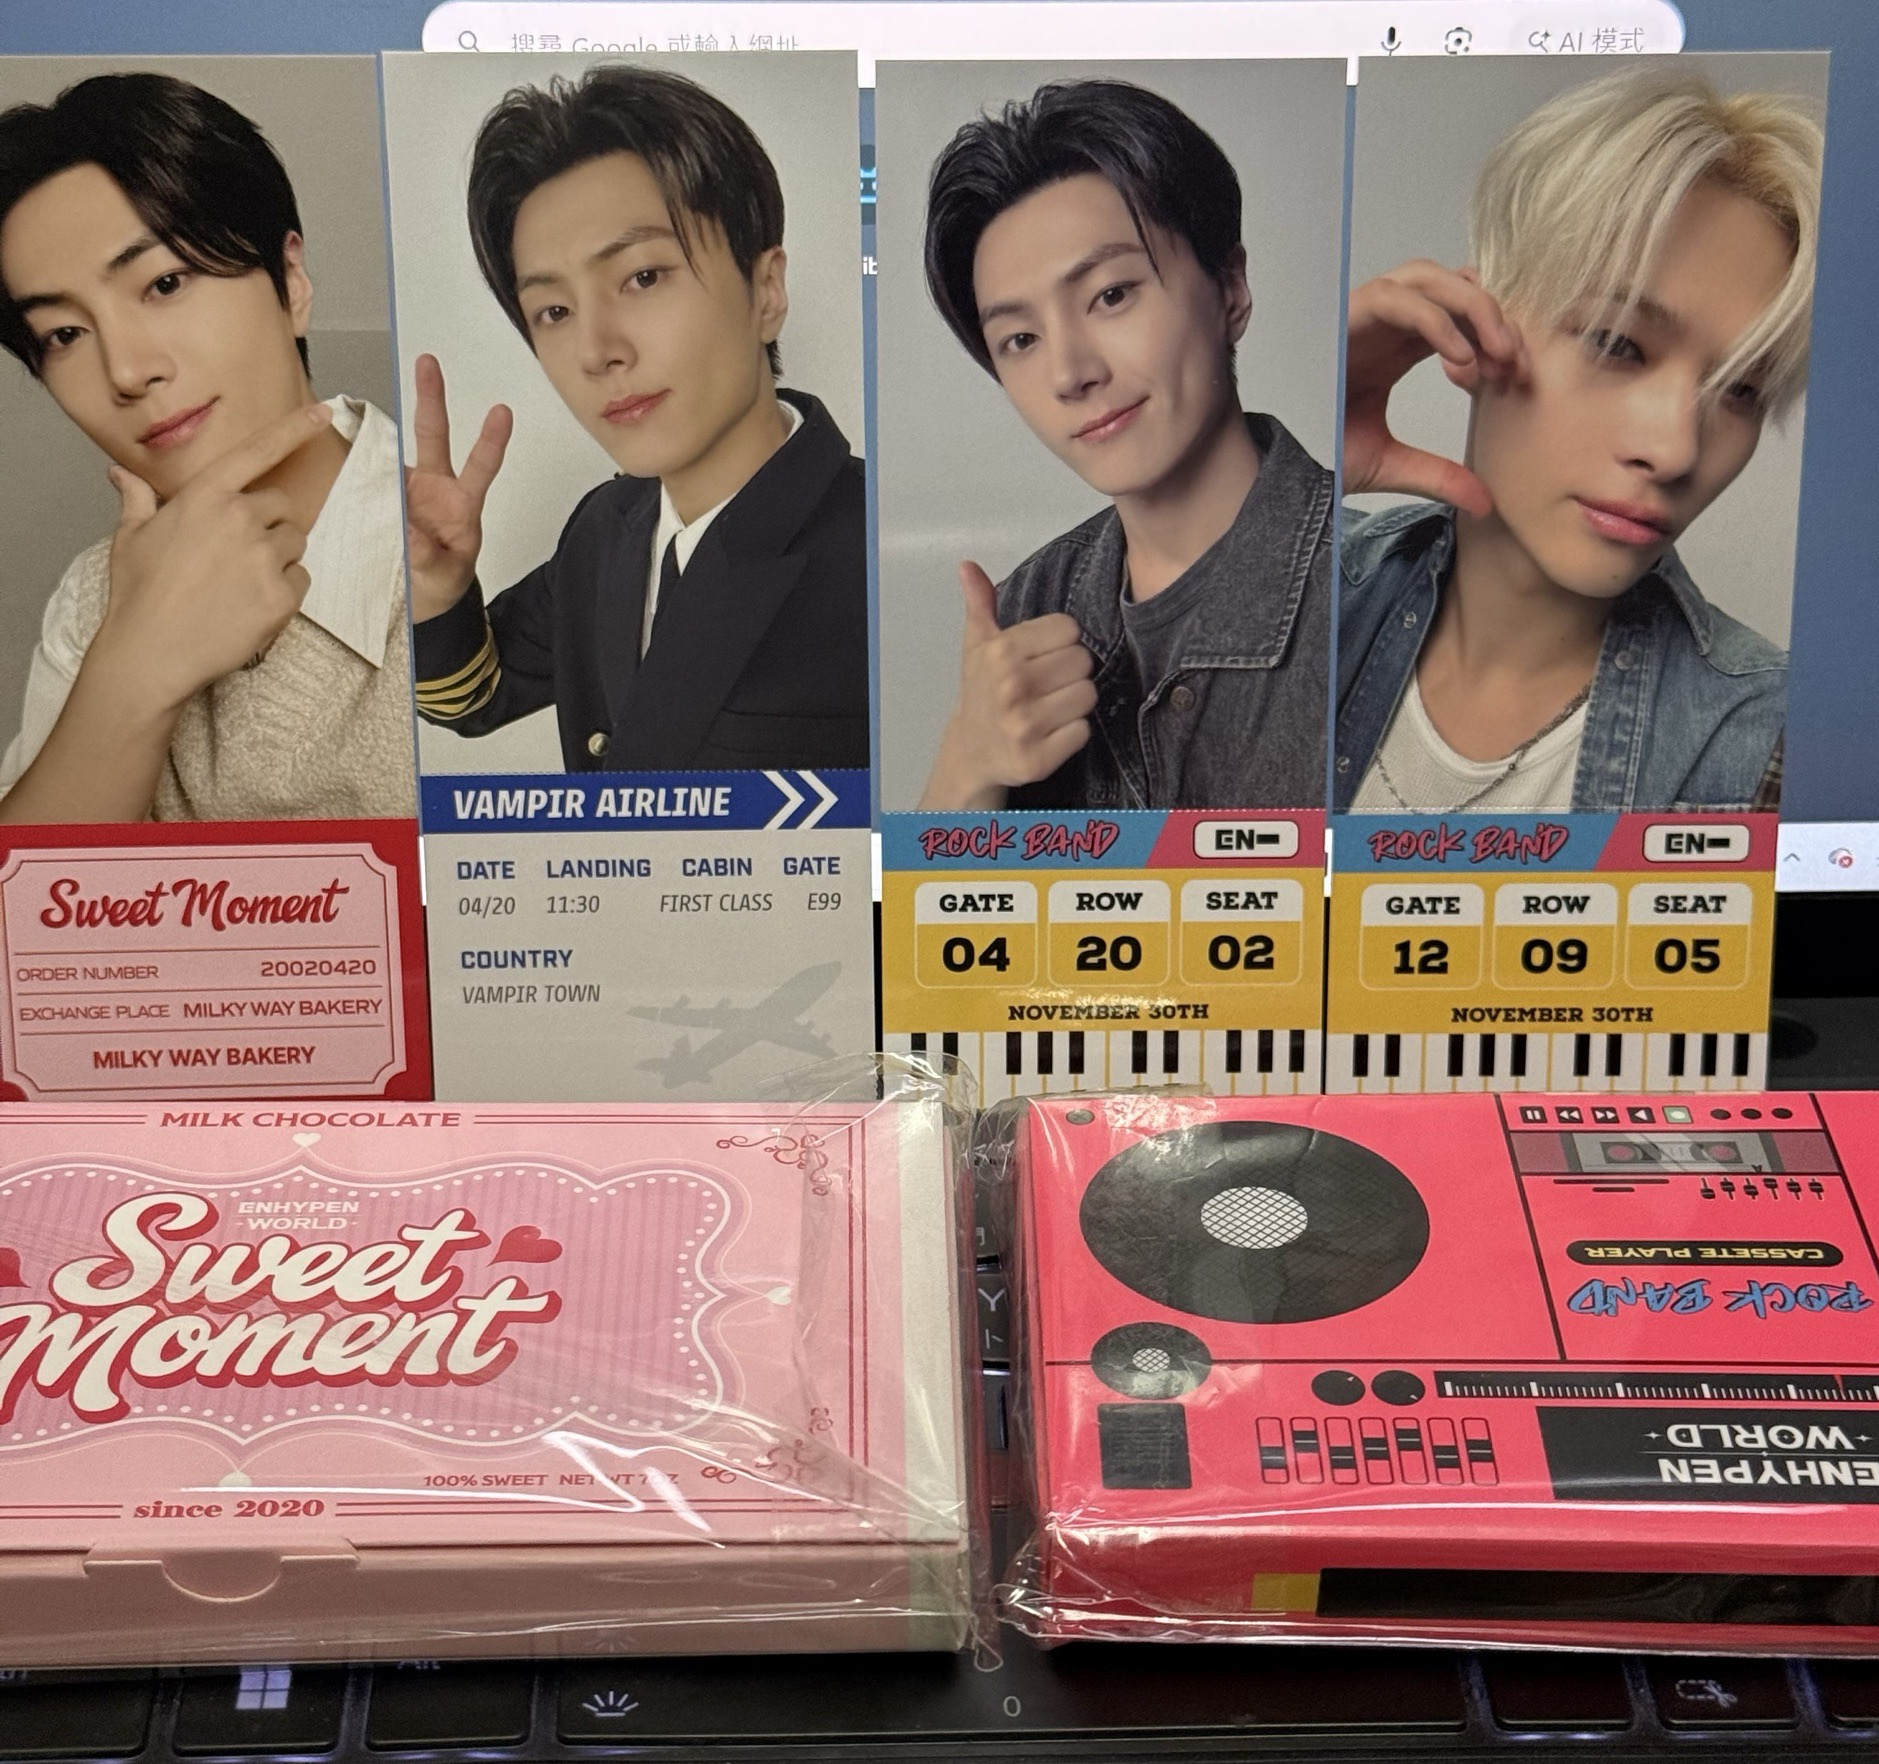 搜尋 Google 或輸入網址
AI 模式
Sweet Moment
ORDER NUMBER 20020420
EXCHANGE PLACE MILKY WAY BAKERY
MILKY WAY BAKERY
VAMPIR AIRLINE
DATE LANDING CABIN GATE
04/20 11:30 FIRST CLASS E99
COUNTRY
VAMPIR TOWN
ROCK BAND EN-
GATE ROW SEAT
04 20 02
NOVEMBER 30TH
ROCK BAND EN-
GATE ROW SEAT
12 09 05
NOVEMBER 30TH
MILK CHOCOLATE
ENHYPEN
-WORLD-
Sweet
Moment
100% SWEET NET WT 7
since 2020
CASSETE PLAYER
ROCK BAND
ENHYPEN
WORLD
Y
0